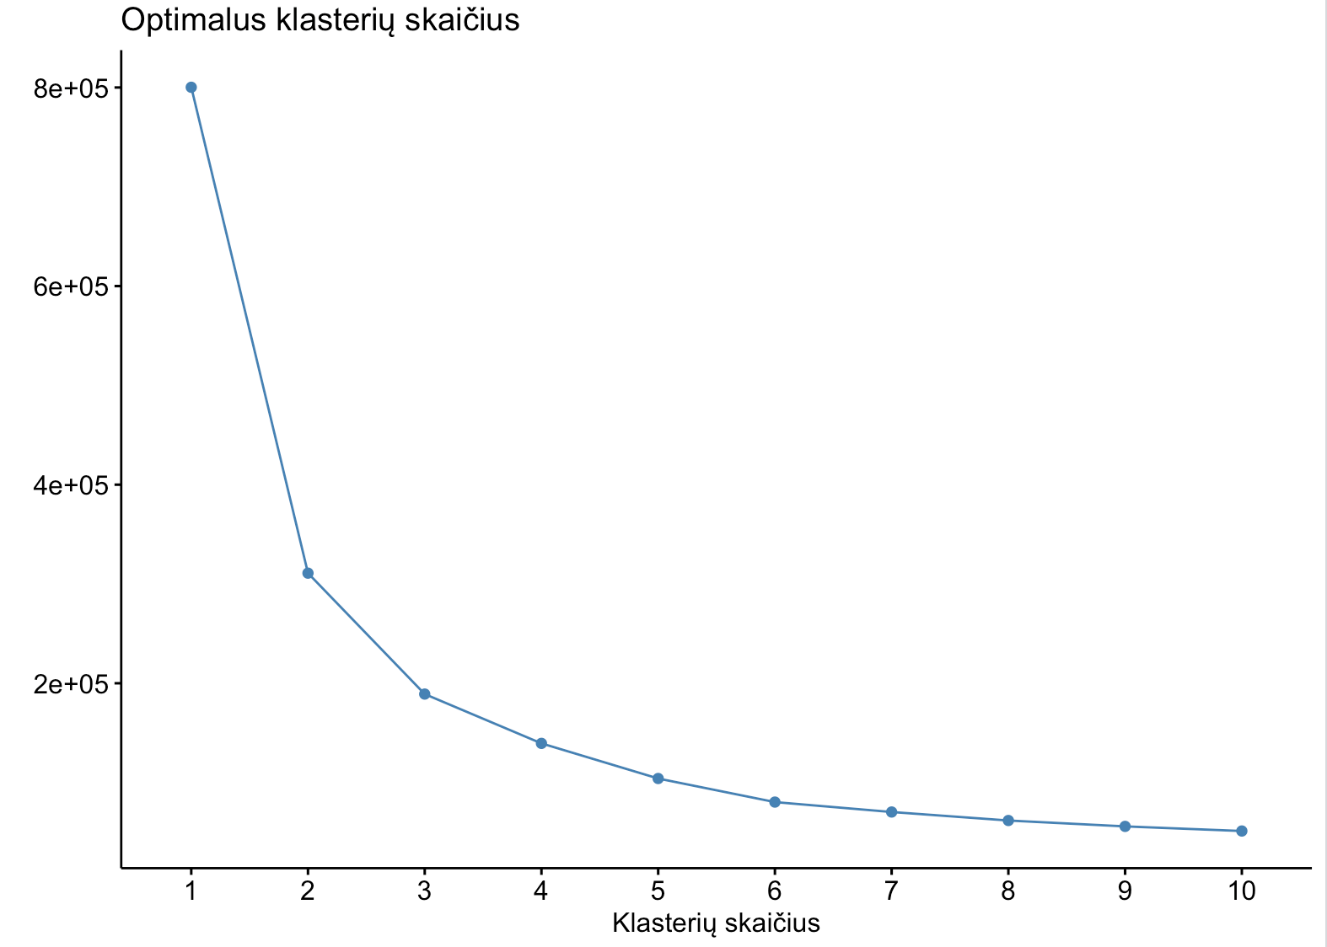 Optimalus klasterių skaičius
8e+05
6e+05
4e+05
2e+05
1 2 3 4 5 6 7 8 9 10
Klasterių skaičius